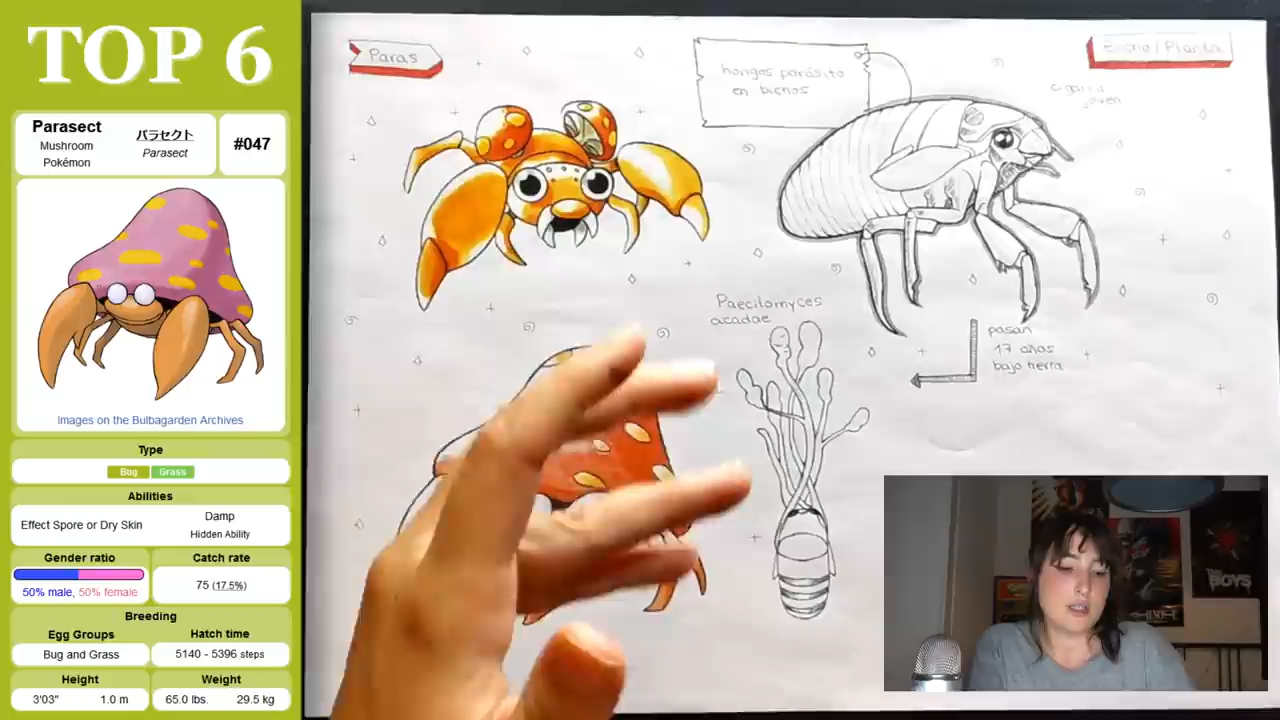 TOP 6
Parasect
Mushroom
Pokémon
パラセクト
Parasect
#047
Images on the Bulbagarden Archives
Type
Bug
Grass
Abilities
Effect Spore or Dry Skin
Damp
Hidden Ability
Gender ratio
50% male, 50% female
Catch rate
75 (17.5%)
Breeding
Egg Groups
Bug and Grass
Hatch time
5140 - 5396 steps
Height
3'03" 1.0 m
Weight
65.0 lbs. 29.5 kg
Paras
hongos parásito
en bichos
Bicho/Planta
cigarra
joven
Paecilomyces
acadae
pasan
17 años
bajo tierra
THE
BOYS